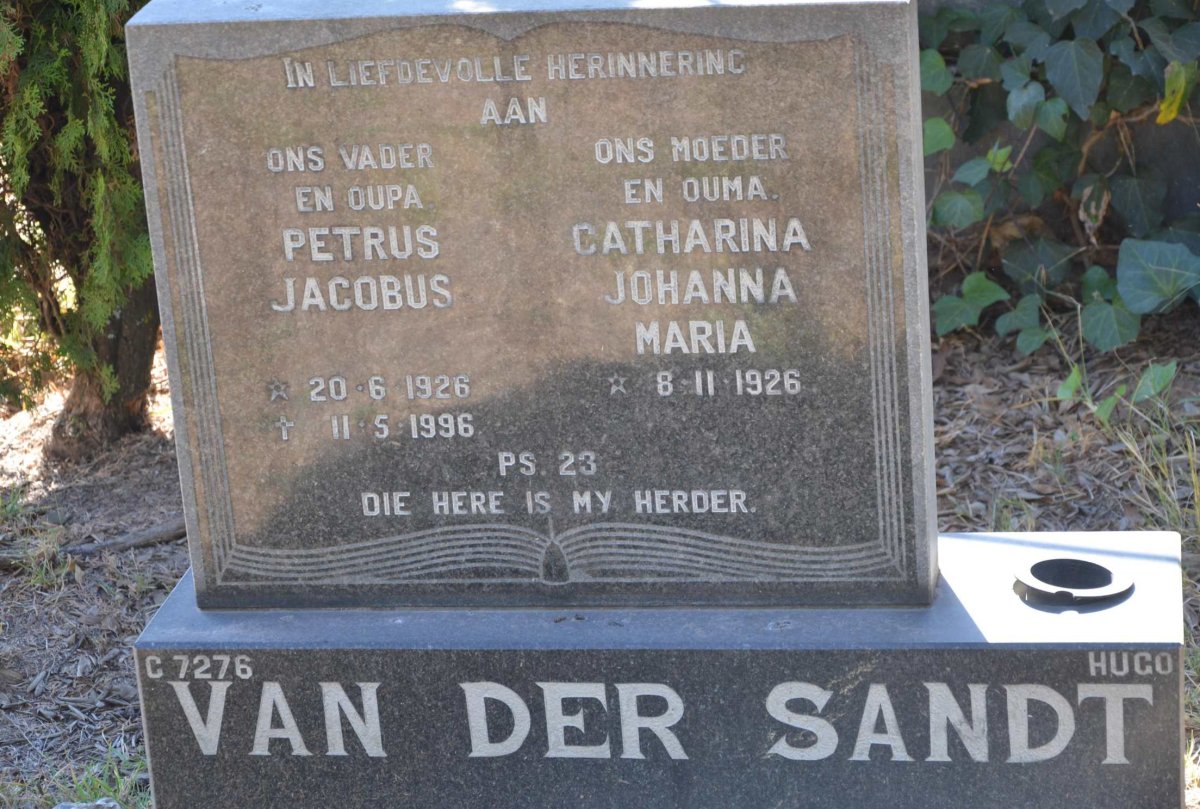 IN LIEFDEVOLLE HERINNERING
AAN
ONS VADER
EN OUPA
PETRUS
JACOBUS
☆ 20·6·1926
✝ 11·5·1996
ONS MOEDER
EN OUMA.
CATHARINA
JOHANNA
MARIA
☆ 8·11·1926
PS. 23
DIE HERE IS MY HERDER.
C 7276
HUGO
VAN DER SANDT